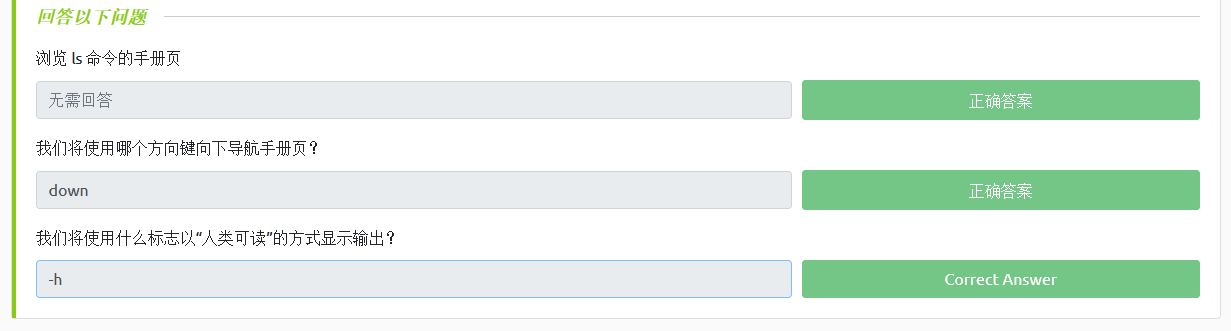 回答以下问题
浏览 ls 命令的手册页
无需回答
正确答案
我们将使用哪个方向键向下导航手册页？
down
正确答案
我们将使用什么标志以“人类可读”的方式显示输出？
-h
Correct Answer